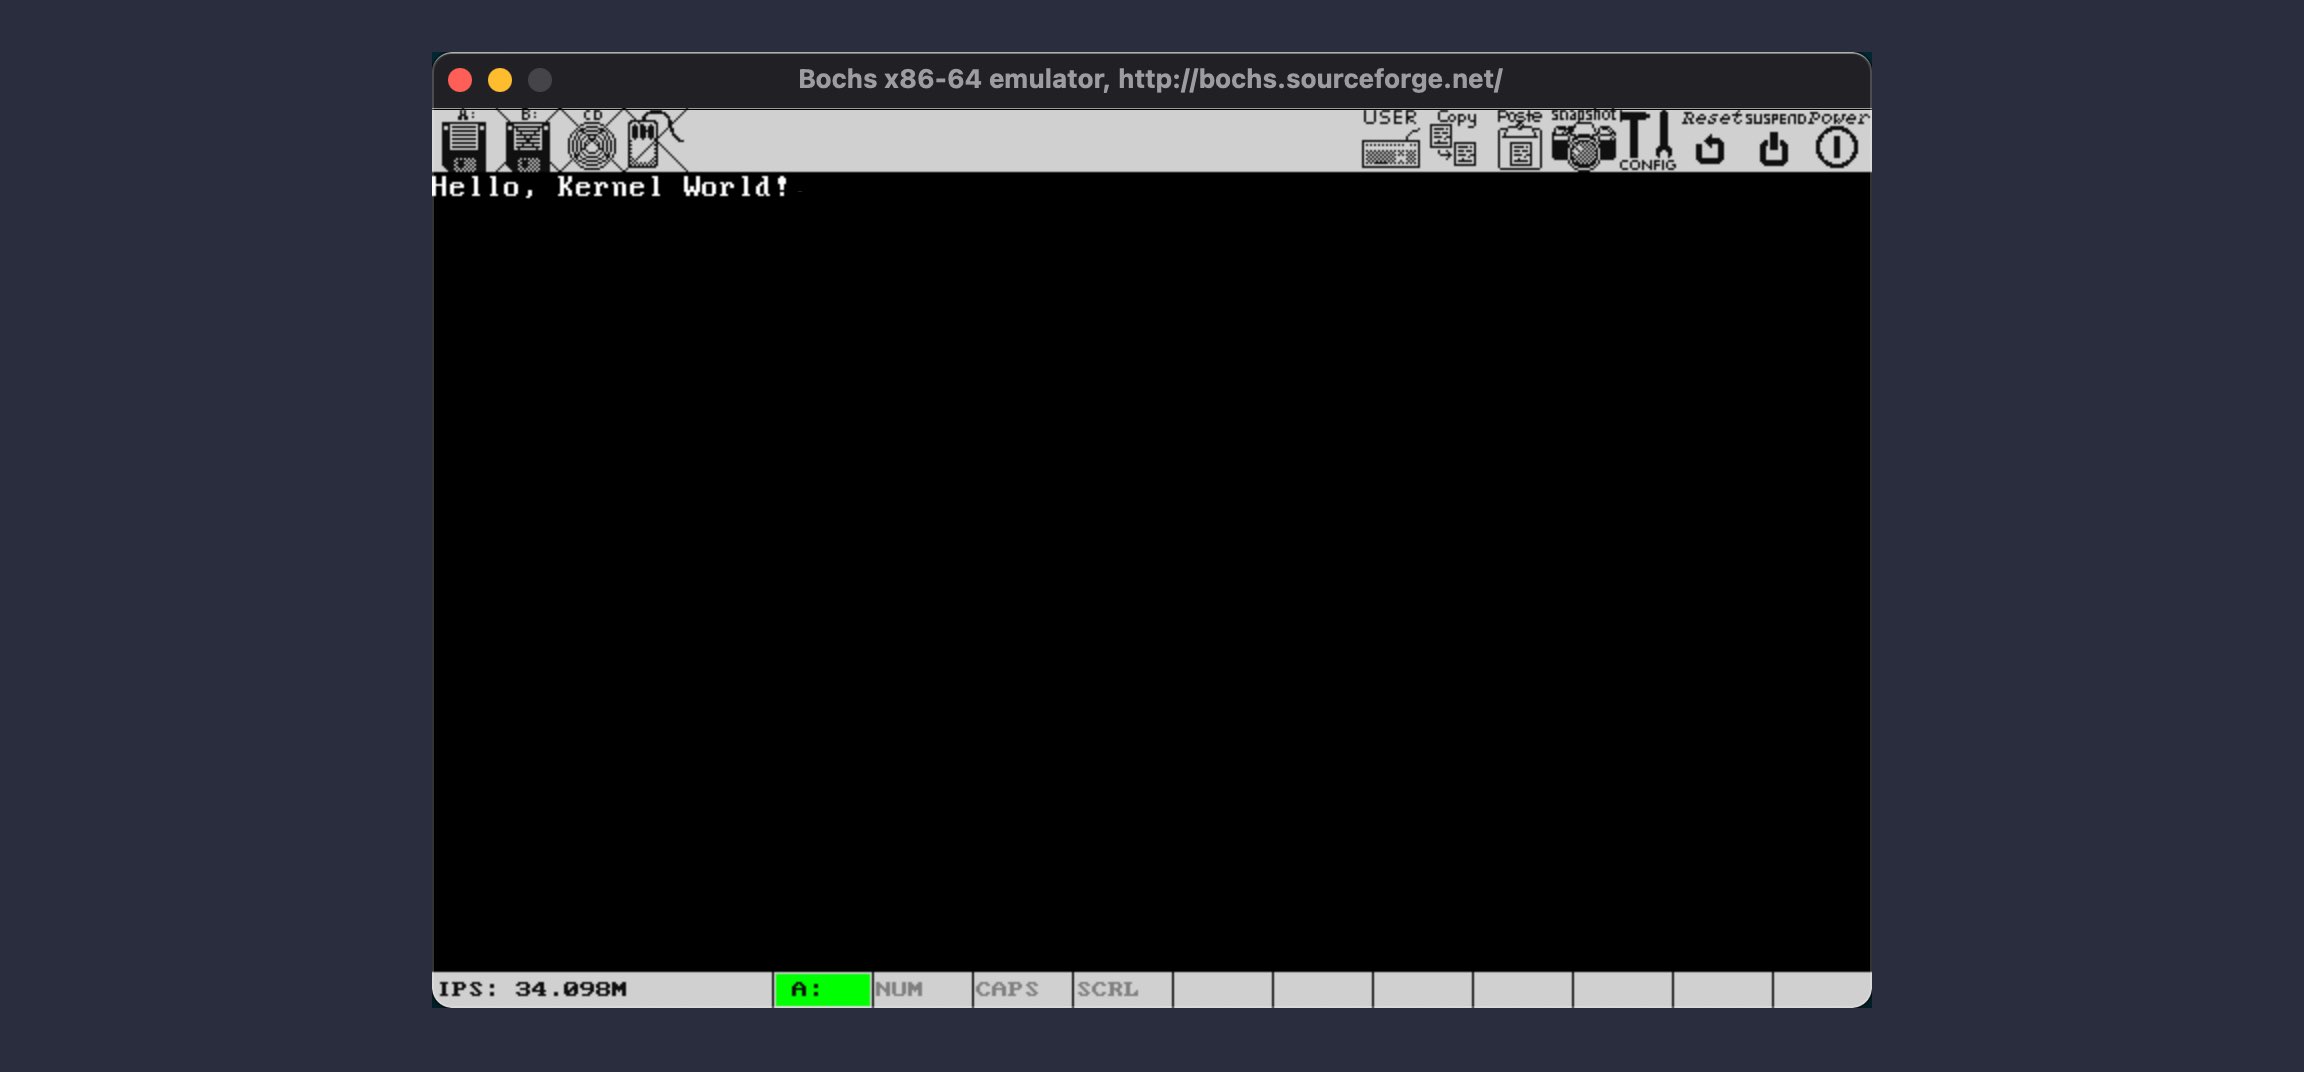 Bochs x86-64 emulator, http://bochs.sourceforge.net/
A: B: CD USER Copy Paste snapshot CONFIG Reset SUSPEND Power
Hello, Kernel World!
IPS: 34.098M A: NUM CAPS SCRL